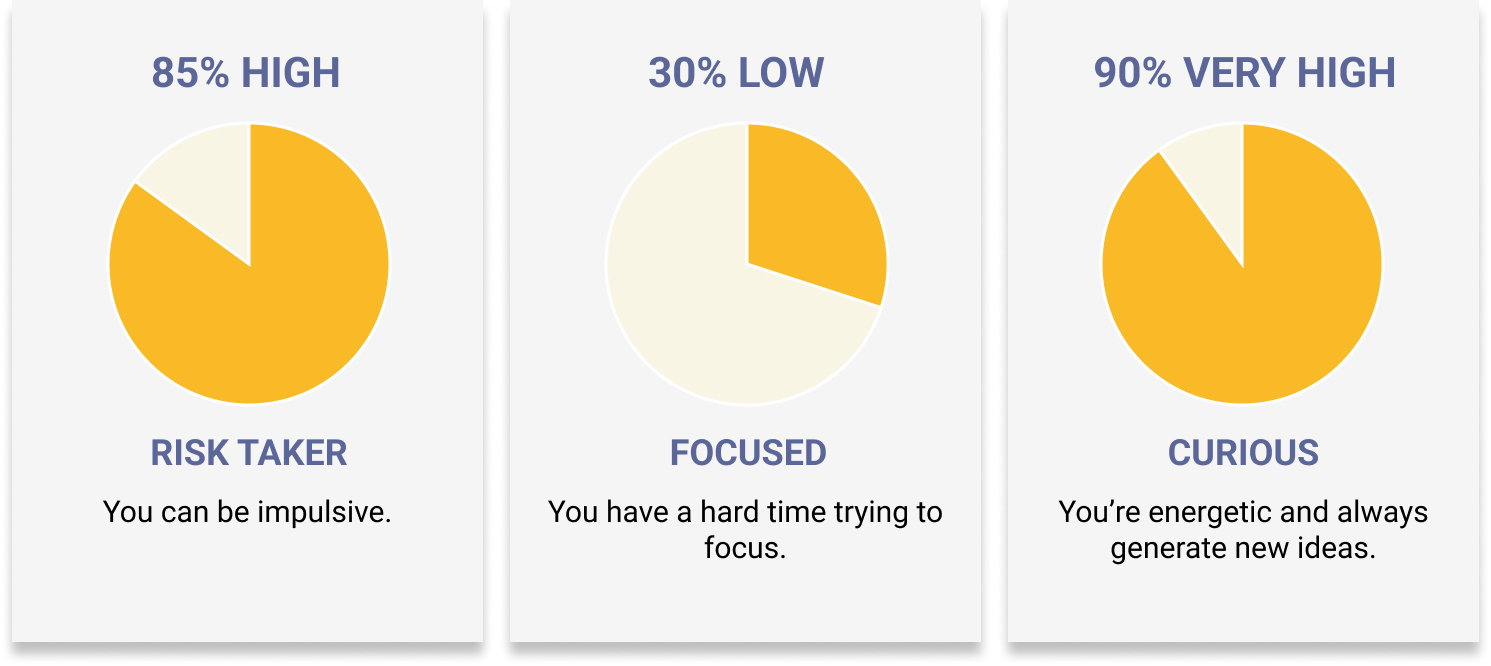 85% HIGH
RISK TAKER
You can be impulsive.
30% LOW
FOCUSED
You have a hard time trying to
focus.
90% VERY HIGH
CURIOUS
You’re energetic and always
generate new ideas.